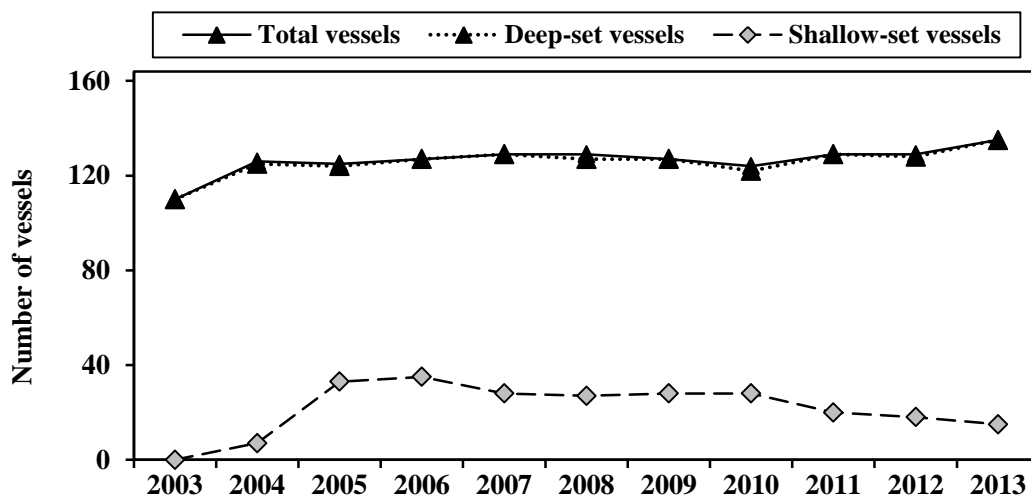 Total vessels Deep-set vessels Shallow-set vessels
160
120
80
40
0
Number of vessels
2003 2004 2005 2006 2007 2008 2009 2010 2011 2012 2013